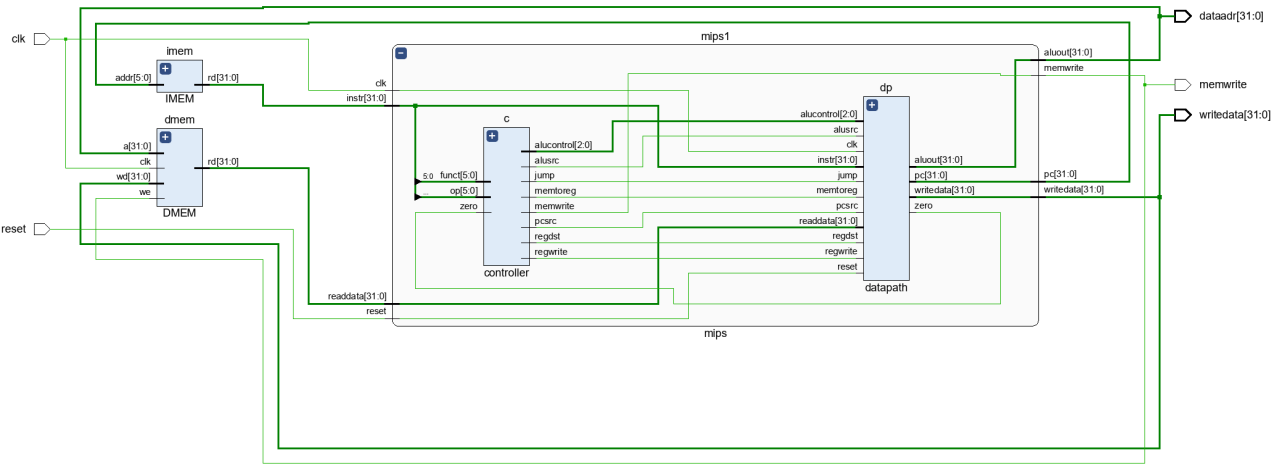 clk
reset
imem
addr[5:0]
rd[31:0]
IMEM
dmem
a[31:0]
clk
wd[31:0]
we
rd[31:0]
DMEM
mips1
clk
instr[31:0]
readdata[31:0]
reset
5:0
...
c
funct[5:0]
op[5:0]
zero
alucontrol[2:0]
alusrc
jump
memtoreg
memwrite
pcsrc
regdst
regwrite
controller
dp
alucontrol[2:0]
alusrc
clk
instr[31:0]
jump
memtoreg
pcsrc
readdata[31:0]
regdst
regwrite
reset
aluout[31:0]
pc[31:0]
writedata[31:0]
zero
datapath
aluout[31:0]
memwrite
pc[31:0]
writedata[31:0]
mips
dataadr[31:0]
memwrite
writedata[31:0]